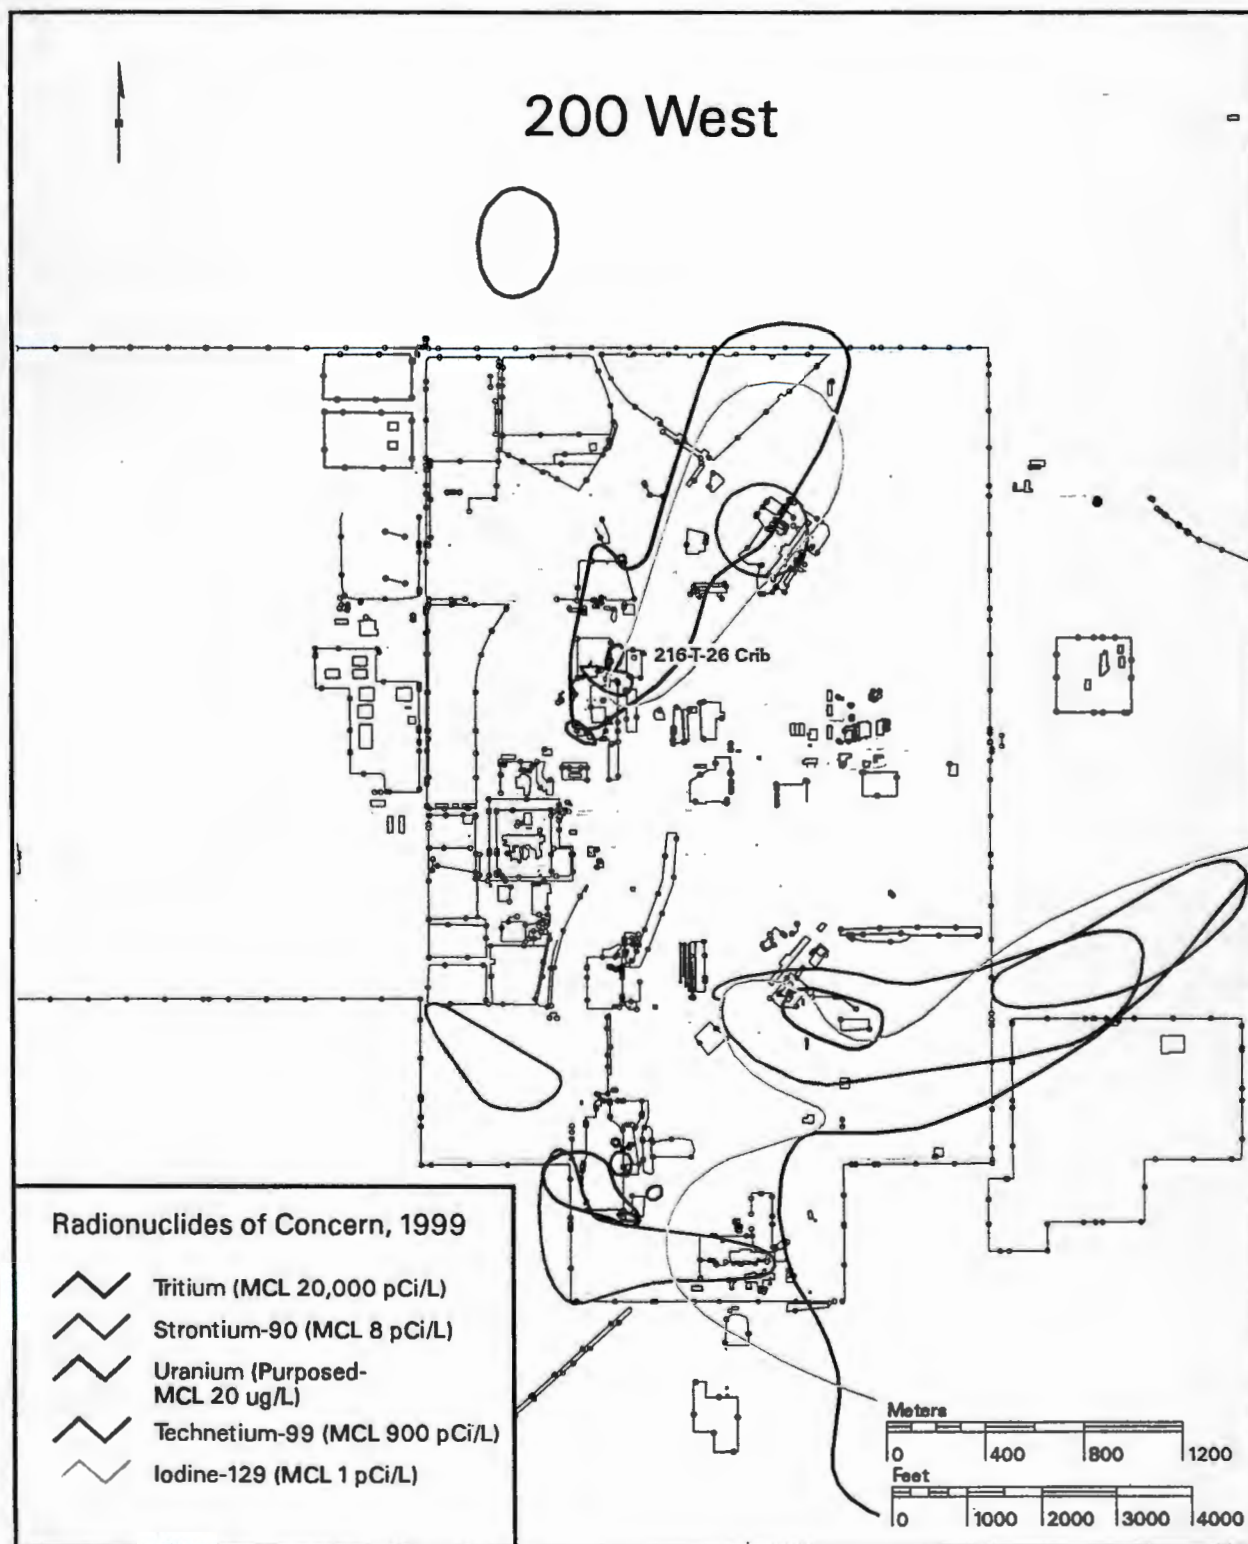 200 West
216-T-26 Crib
1
Radionuclides of Concern, 1999
Tritium (MCL 20,000 pCi/L)
Strontium-90 (MCL 8 pCi/L)
Uranium (Purposed-
MCL 20 ug/L)
Technetium-99 (MCL 900 pCi/L)
Iodine-129 (MCL 1 pCi/L)
Meters
0 400 800 1200
Feet
0 1000 2000 3000 4000